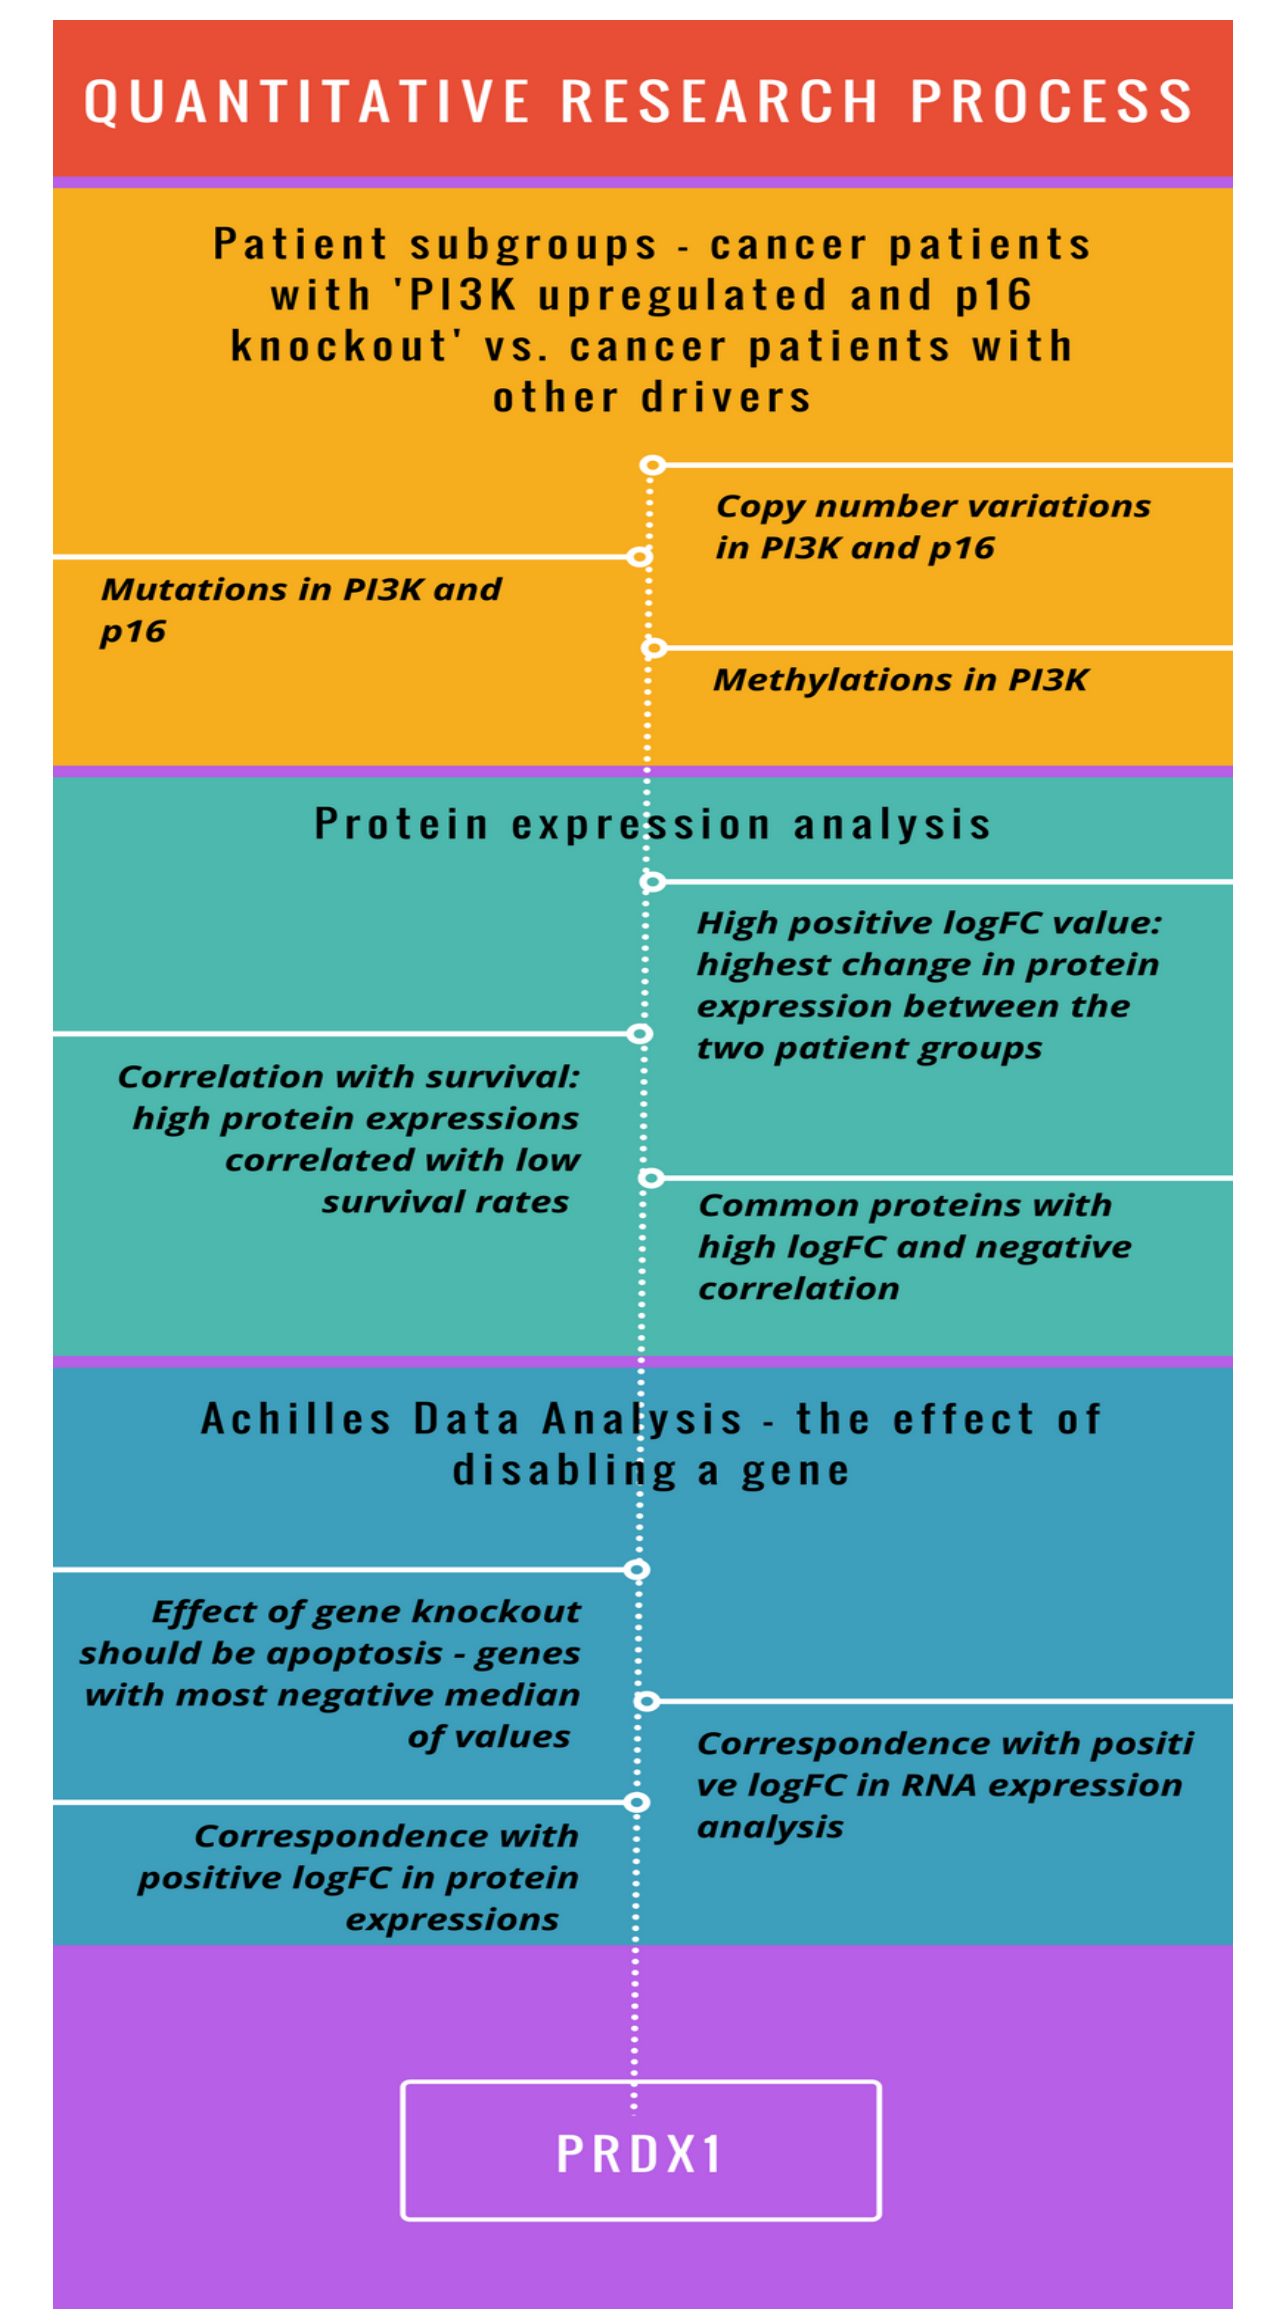 QUANTITATIVE RESEARCH PROCESS
Patient subgroups - cancer patients
with 'PI3K upregulated and p16
knockout' vs. cancer patients with
other drivers
Copy number variations
in PI3K and p16
Mutations in PI3K and
p16
Methylations in PI3K
Protein expression analysis
High positive logFC value:
highest change in protein
expression between the
two patient groups
Correlation with survival:
high protein expressions
correlated with low
survival rates
Common proteins with
high logFC and negative
correlation
Achilles Data Analysis - the effect of
disabling a gene
Effect of gene knockout
should be apoptosis - genes
with most negative median
of values
Correspondence with positi
ve logFC in RNA expression
analysis
Correspondence with
positive logFC in protein
expressions
PRDX1